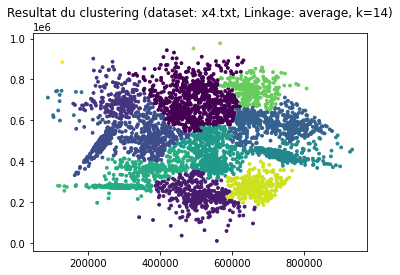 Resultat du clustering (dataset: x4.txt, Linkage: average, k=14)
1e6
1.0
0.8
0.6
0.4
0.2
0.0
200000 400000 600000 800000